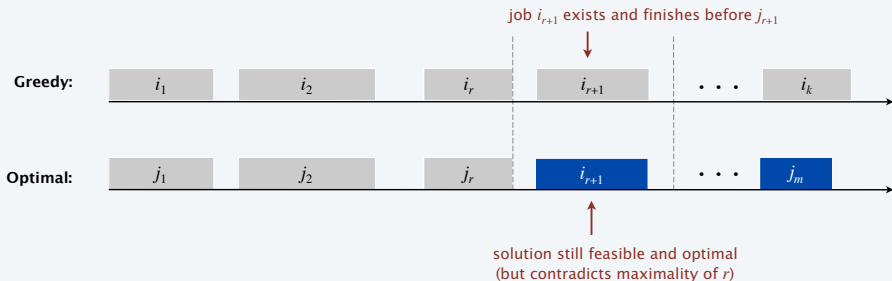 job i_{r+1} exists and finishes before j_{r+1}
Greedy: i_1 i_2 i_r i_{r+1} . . . i_k
Optimal: j_1 j_2 j_r i_{r+1} . . . j_m
solution still feasible and optimal
(but contradicts maximality of r)